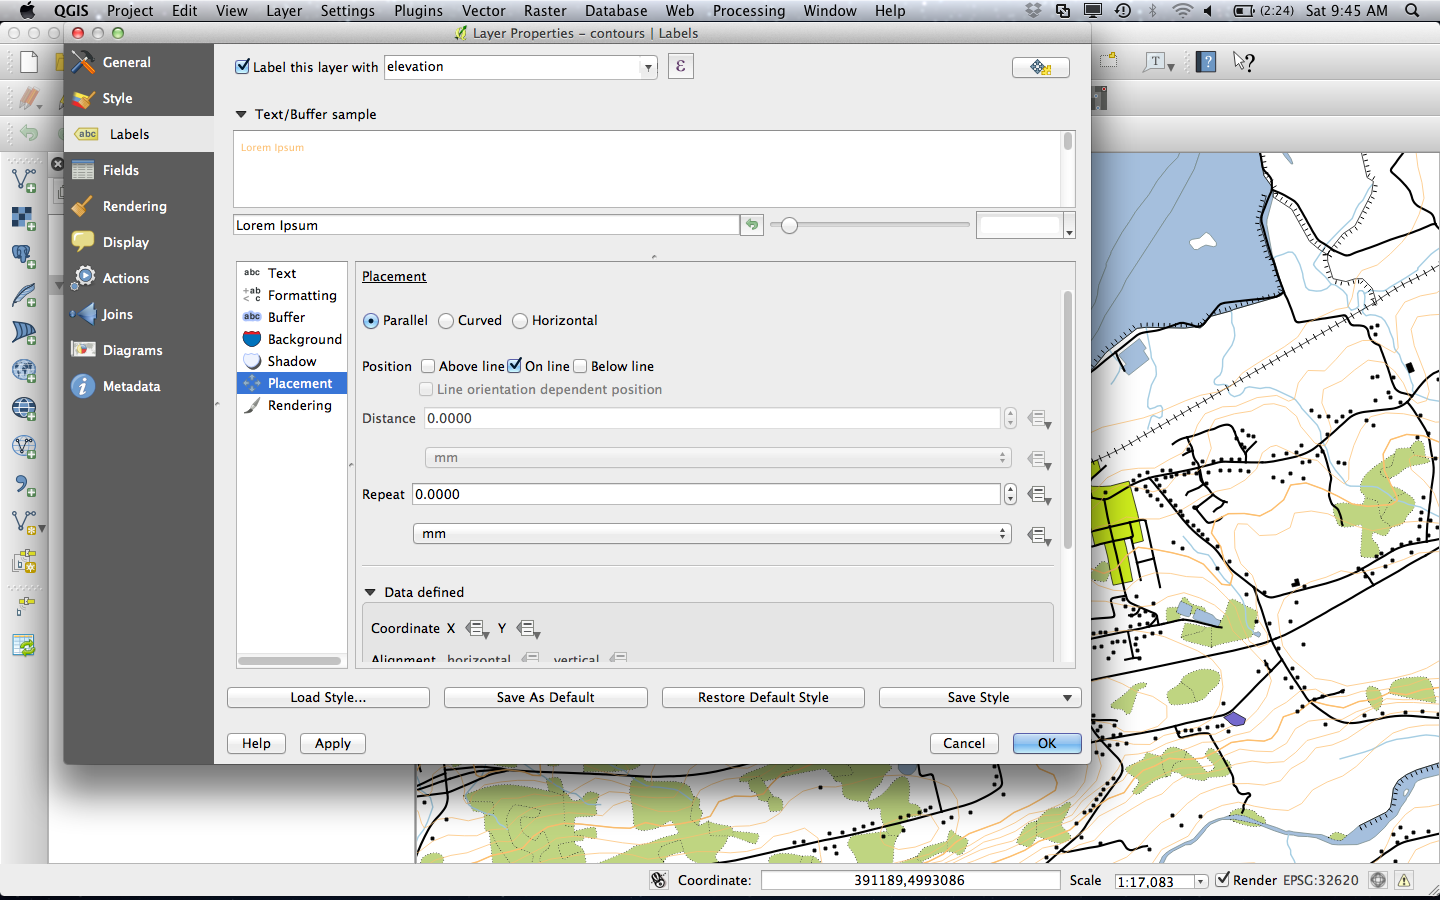 QGIS Project Edit View Layer Settings Plugins Vector Raster Database Web Processing Window Help (2:24) Sat 9:45 AM
Layer Properties – contours | Labels
General
Style
abc Labels
Fields
Rendering
Display
Actions
Joins
Diagrams
Metadata
Label this layer with elevation ε
Text/Buffer sample
Lorem Ipsum
Lorem Ipsum
abc Text
+ab < c Formatting
abc Buffer
Background
Shadow
Placement
Rendering
Placement
Parallel Curved Horizontal
Position Above line On line Below line
Line orientation dependent position
Distance 0.0000
mm
Repeat 0.0000
mm
Data defined
Coordinate X Y
Alignment horizontal vertical
Load Style... Save As Default Restore Default Style Save Style
Help Apply Cancel OK
Coordinate: 391189,4993086 Scale 1:17,083 Render EPSG:32620